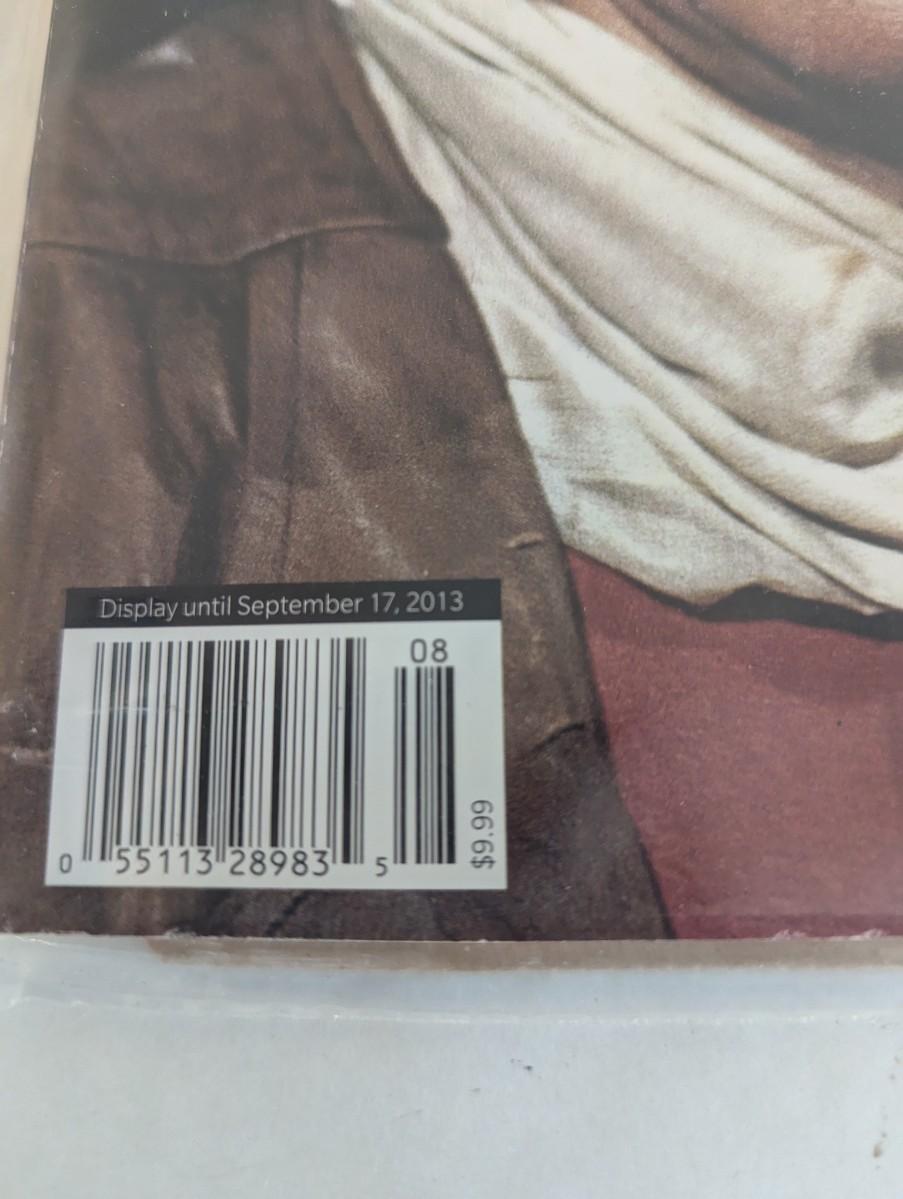 Display until September 17, 2013
08
$9.99
0 55113 28983 5